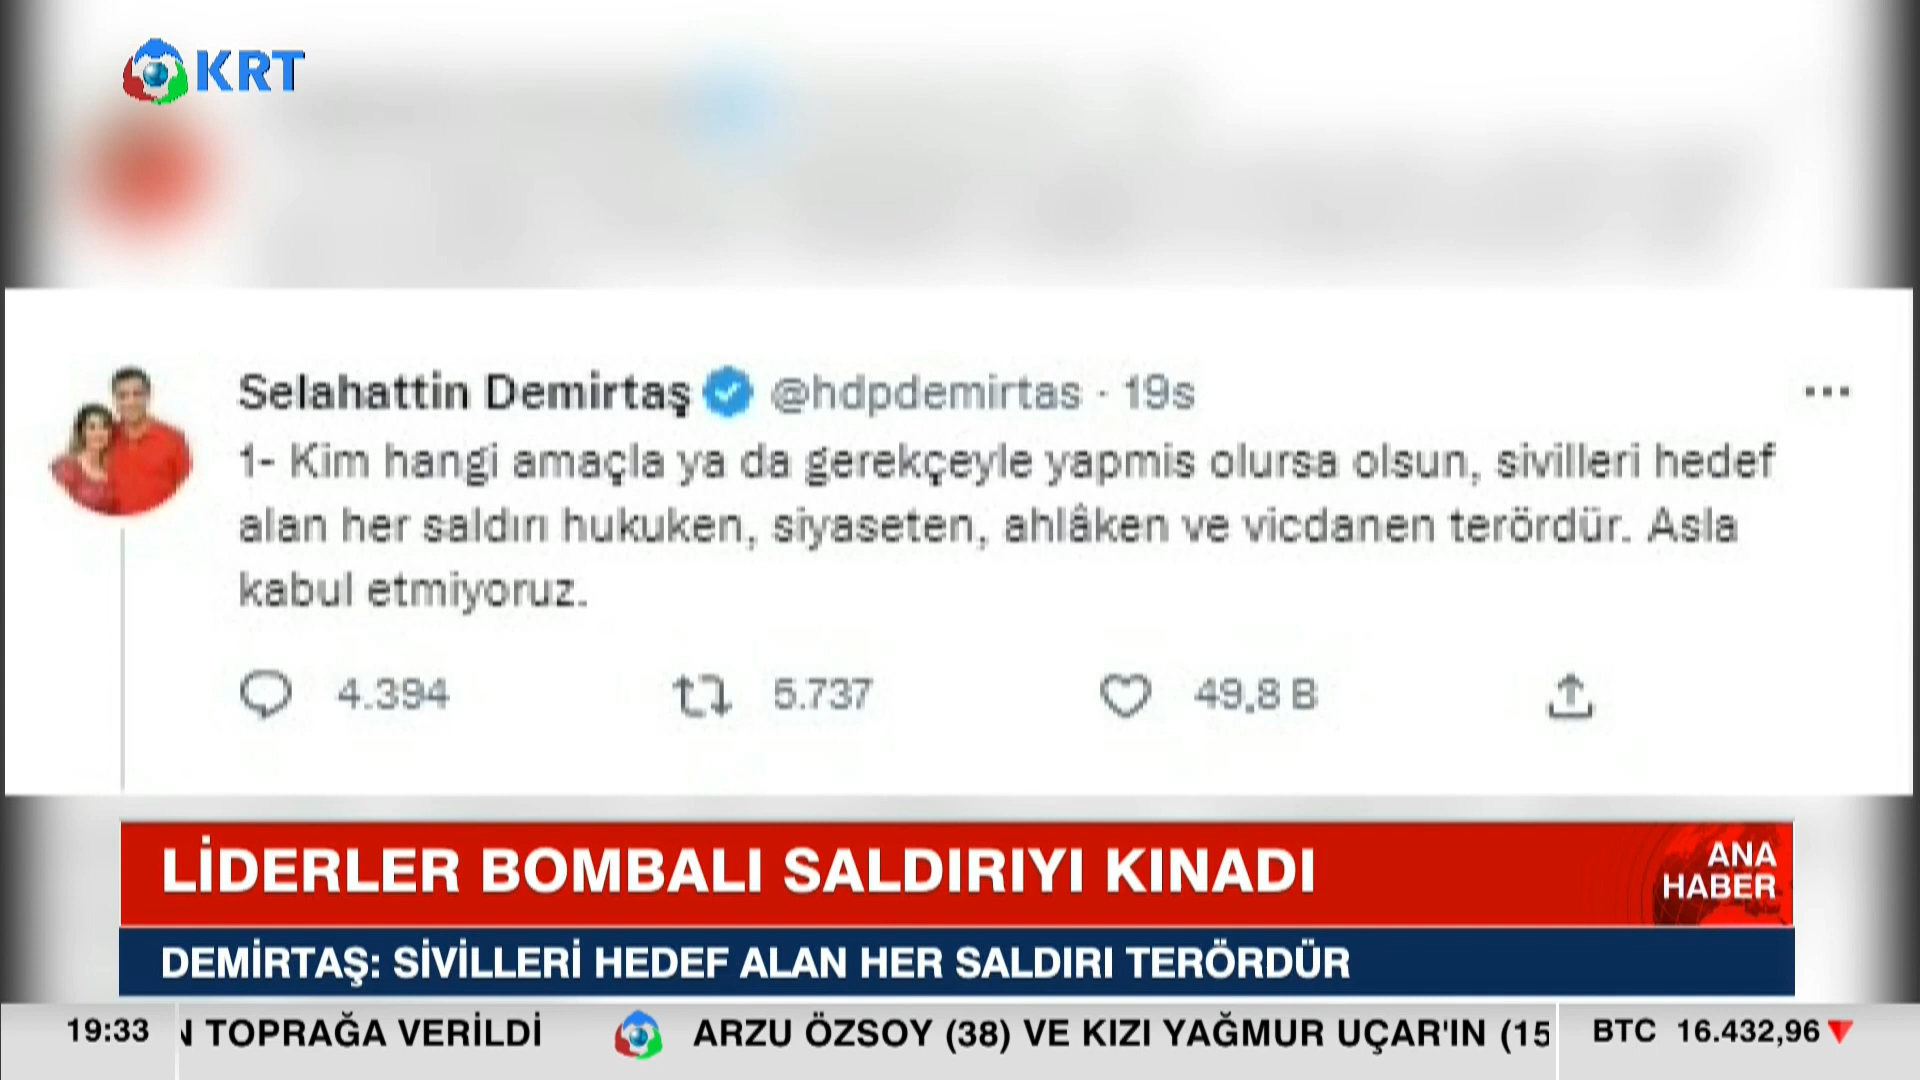 KRT
Selahattin Demirtaş @hdpdemirtas · 19s
1- Kim hangi amaçla ya da gerekçeyle yapmis olursa olsun, sivilleri hedef
alan her saldırı hukuken, siyaseten, ahlâken ve vicdanen terördür. Asla
kabul etmiyoruz.
4.394 5.737 49,8 B
LİDERLER BOMBALI SALDIRIYI KINADI
ANA
HABER
DEMİRTAŞ: SİVİLLERİ HEDEF ALAN HER SALDIRI TERÖRDÜR
19:33 N TOPRAĞA VERİLDİ ARZU ÖZSOY (38) VE KIZI YAĞMUR UÇAR'IN (15 BTC 16.432,96